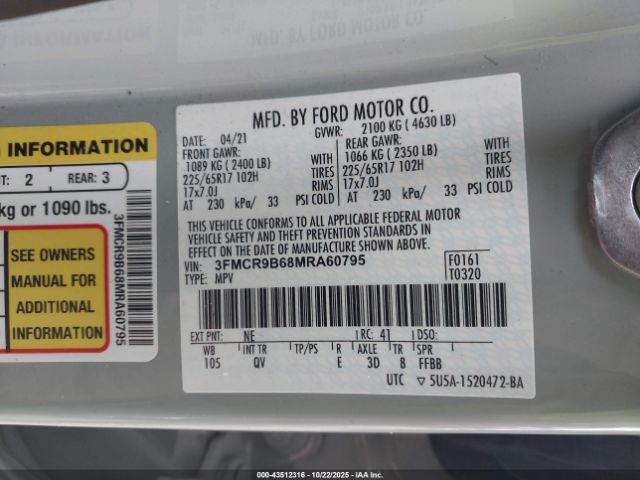 G INFORMATION
NT: 2 REAR: 3
kg or 1090 lbs.
SEE OWNERS
MANUAL FOR
ADDITIONAL
INFORMATION
3FMCR9B68MRA60795
MFD. BY FORD MOTOR CO.
DATE: 04/21 GVWR: 2100 KG ( 4630 LB)
FRONT GAWR: REAR GAWR:
1089 KG ( 2400 LB) WITH 1066 KG ( 2350 LB) WITH
225/65R17 102H TIRES 225/65R17 102H TIRES
17x7.0J RIMS 17x7.0J RIMS
AT 230 kPa/ 33 PSI COLD AT 230 kPa/ 33 PSI COLD
THIS VEHICLE CONFORMS TO ALL APPLICABLE FEDERAL MOTOR
VEHICLE SAFETY AND THEFT PREVENTION STANDARDS IN
EFFECT ON THE DATE OF MANUFACTURE SHOWN ABOVE.
VIN: 3FMCR9B68MRA60795 F0161
TYPE: MPV T0320
EXT PNT: NE RC: 41 DSO:
WB INT TR TP/PS R AXLE TR SPR
105 QV E 3D 8 FFBB
UTC ▽ 5U5A-1520472-BA
000-43512316 | 10/22/2025 | IAAI.COM